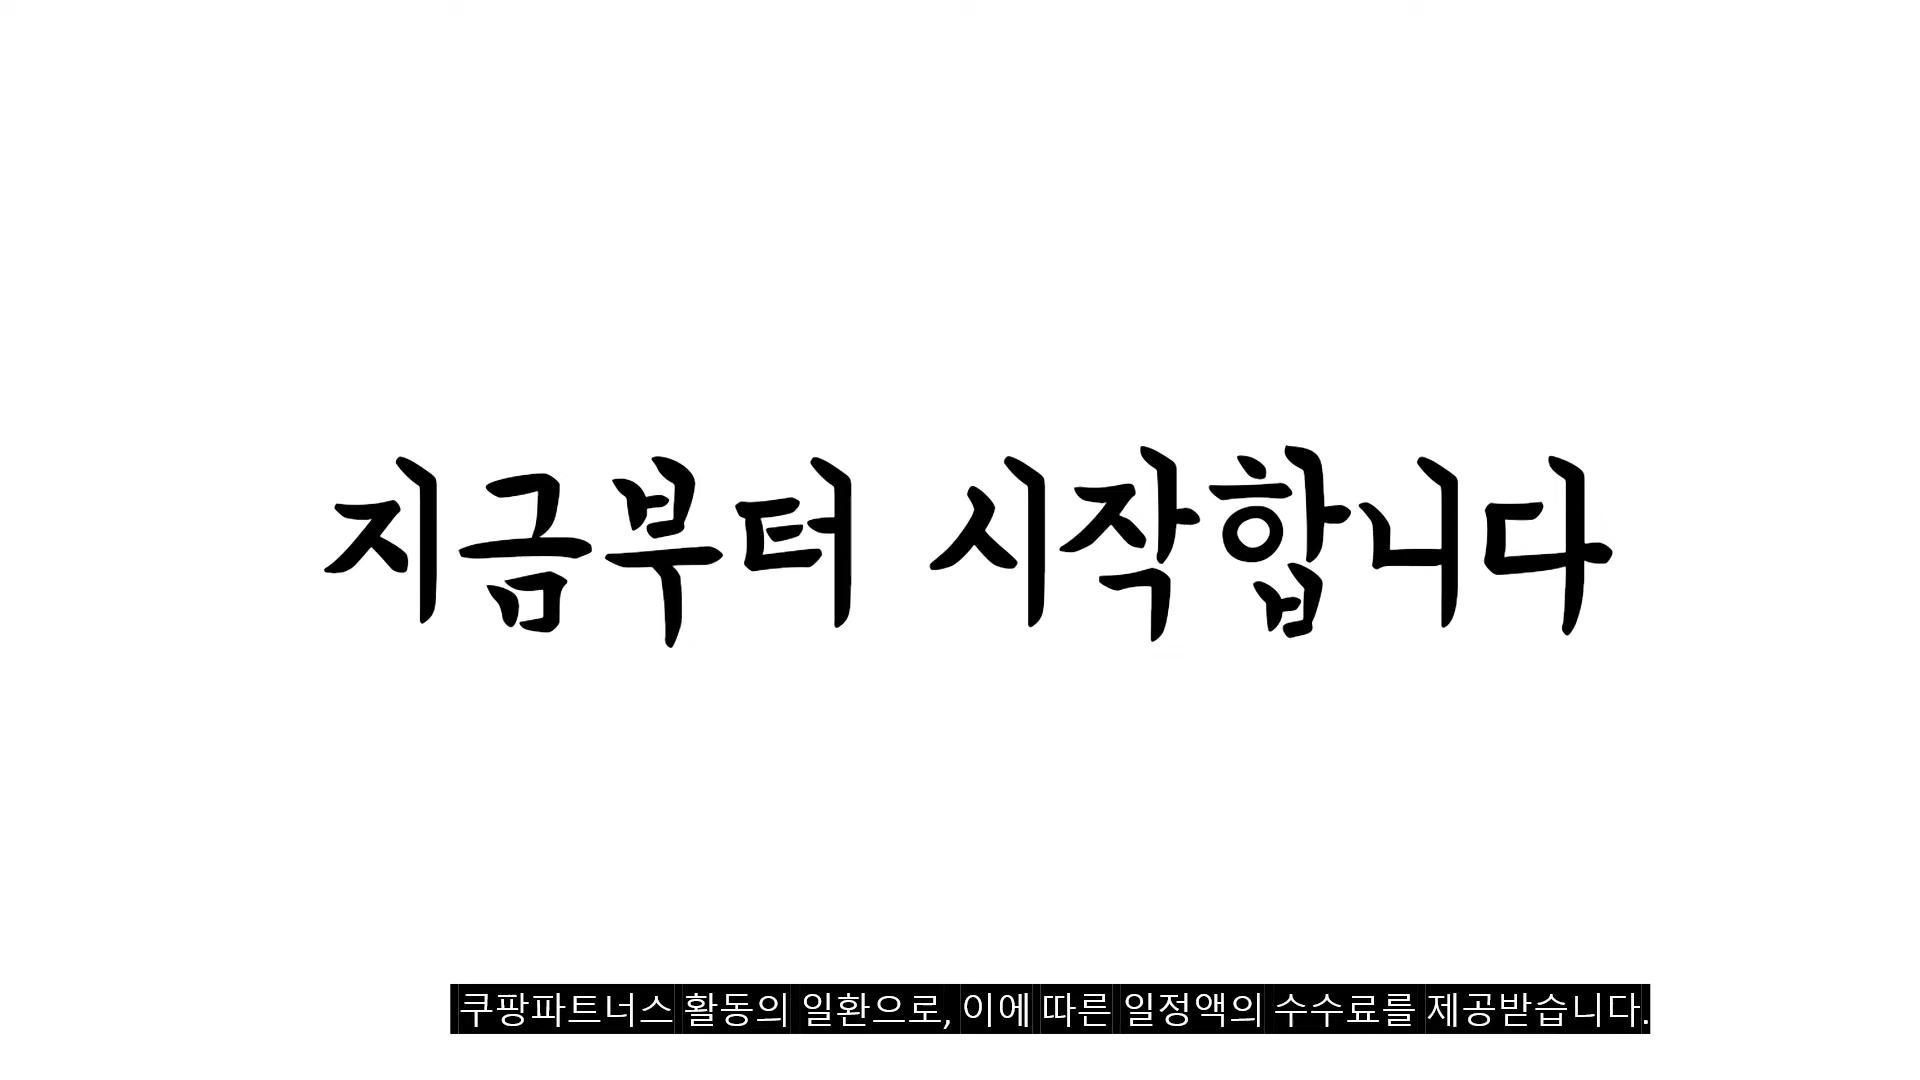 지금부터 시작합니다
쿠팡파트너스 활동의 일환으로, 이에 따른 일정액의 수수료를 제공받습니다.